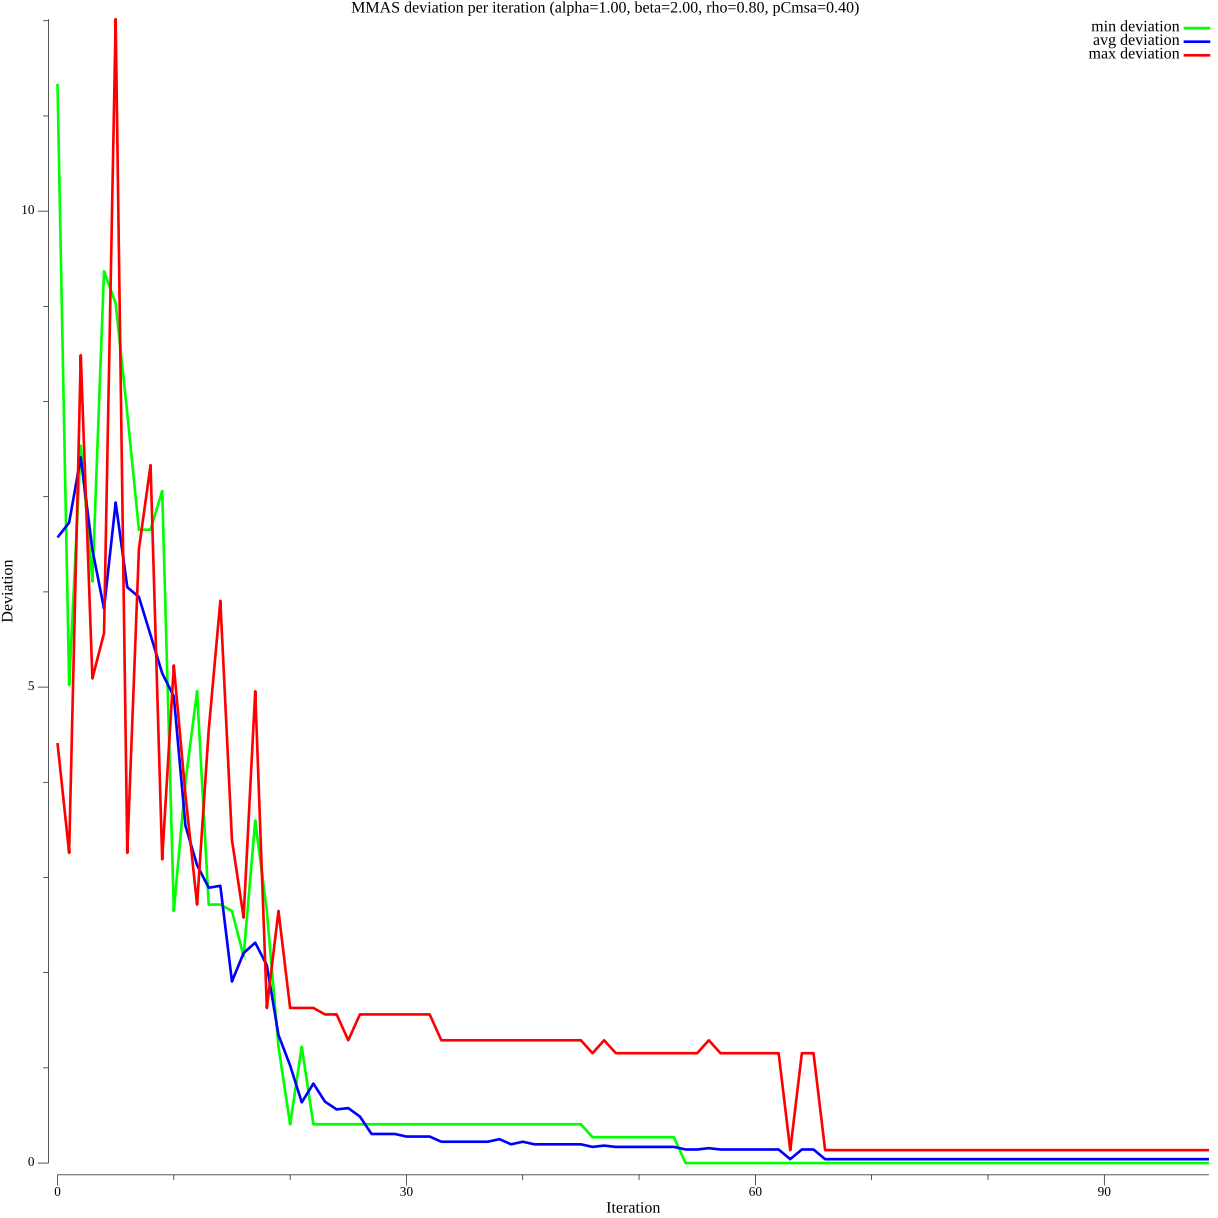 MMAS deviation per iteration (alpha=1.00, beta=2.00, rho=0.80, pCmsa=0.40)
min deviation
avg deviation
max deviation
10
5
0
Deviation
0
30
60
90
Iteration